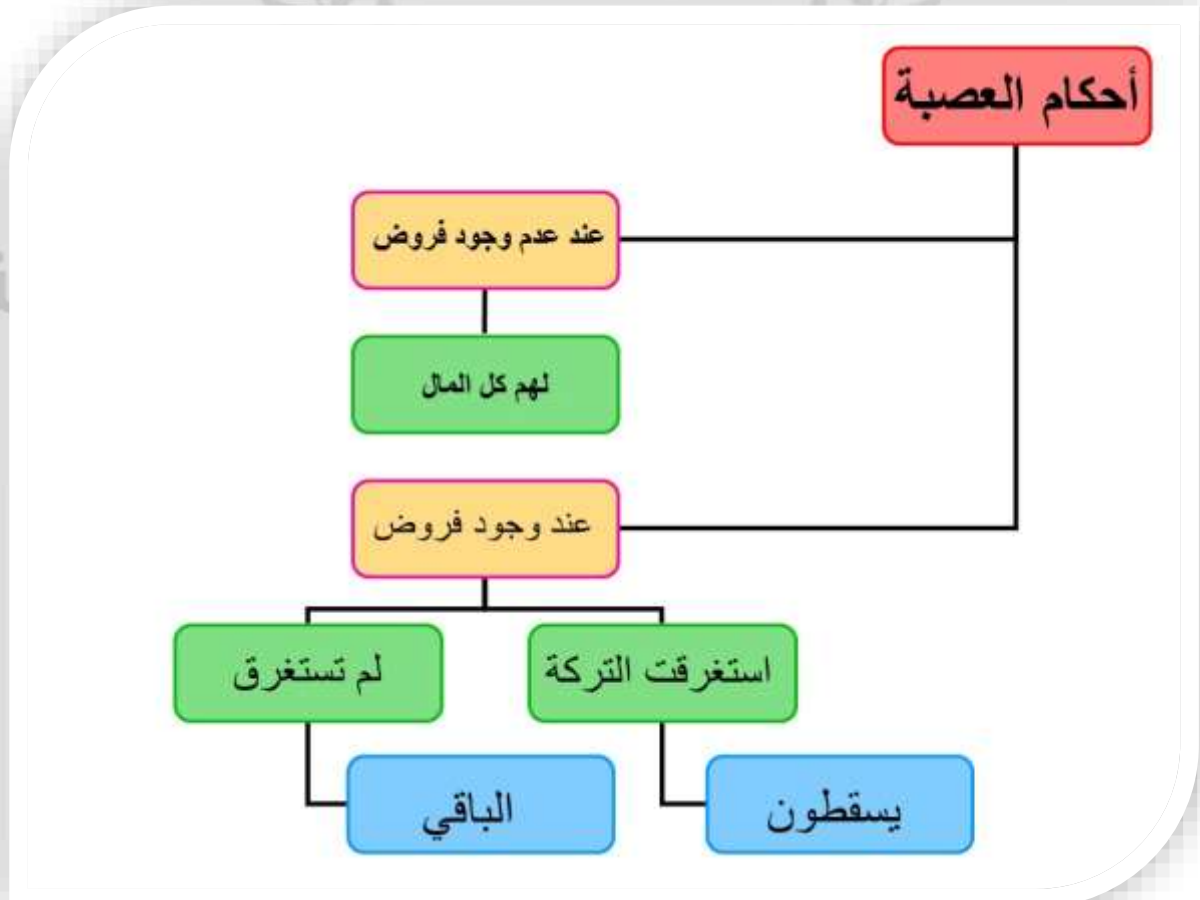 أحكام العصبة
عند عدم وجود فروض
لهم كل المال
عند وجود فروض
استغرقت التركة
لم تستغرق
يسقطون
الباقي